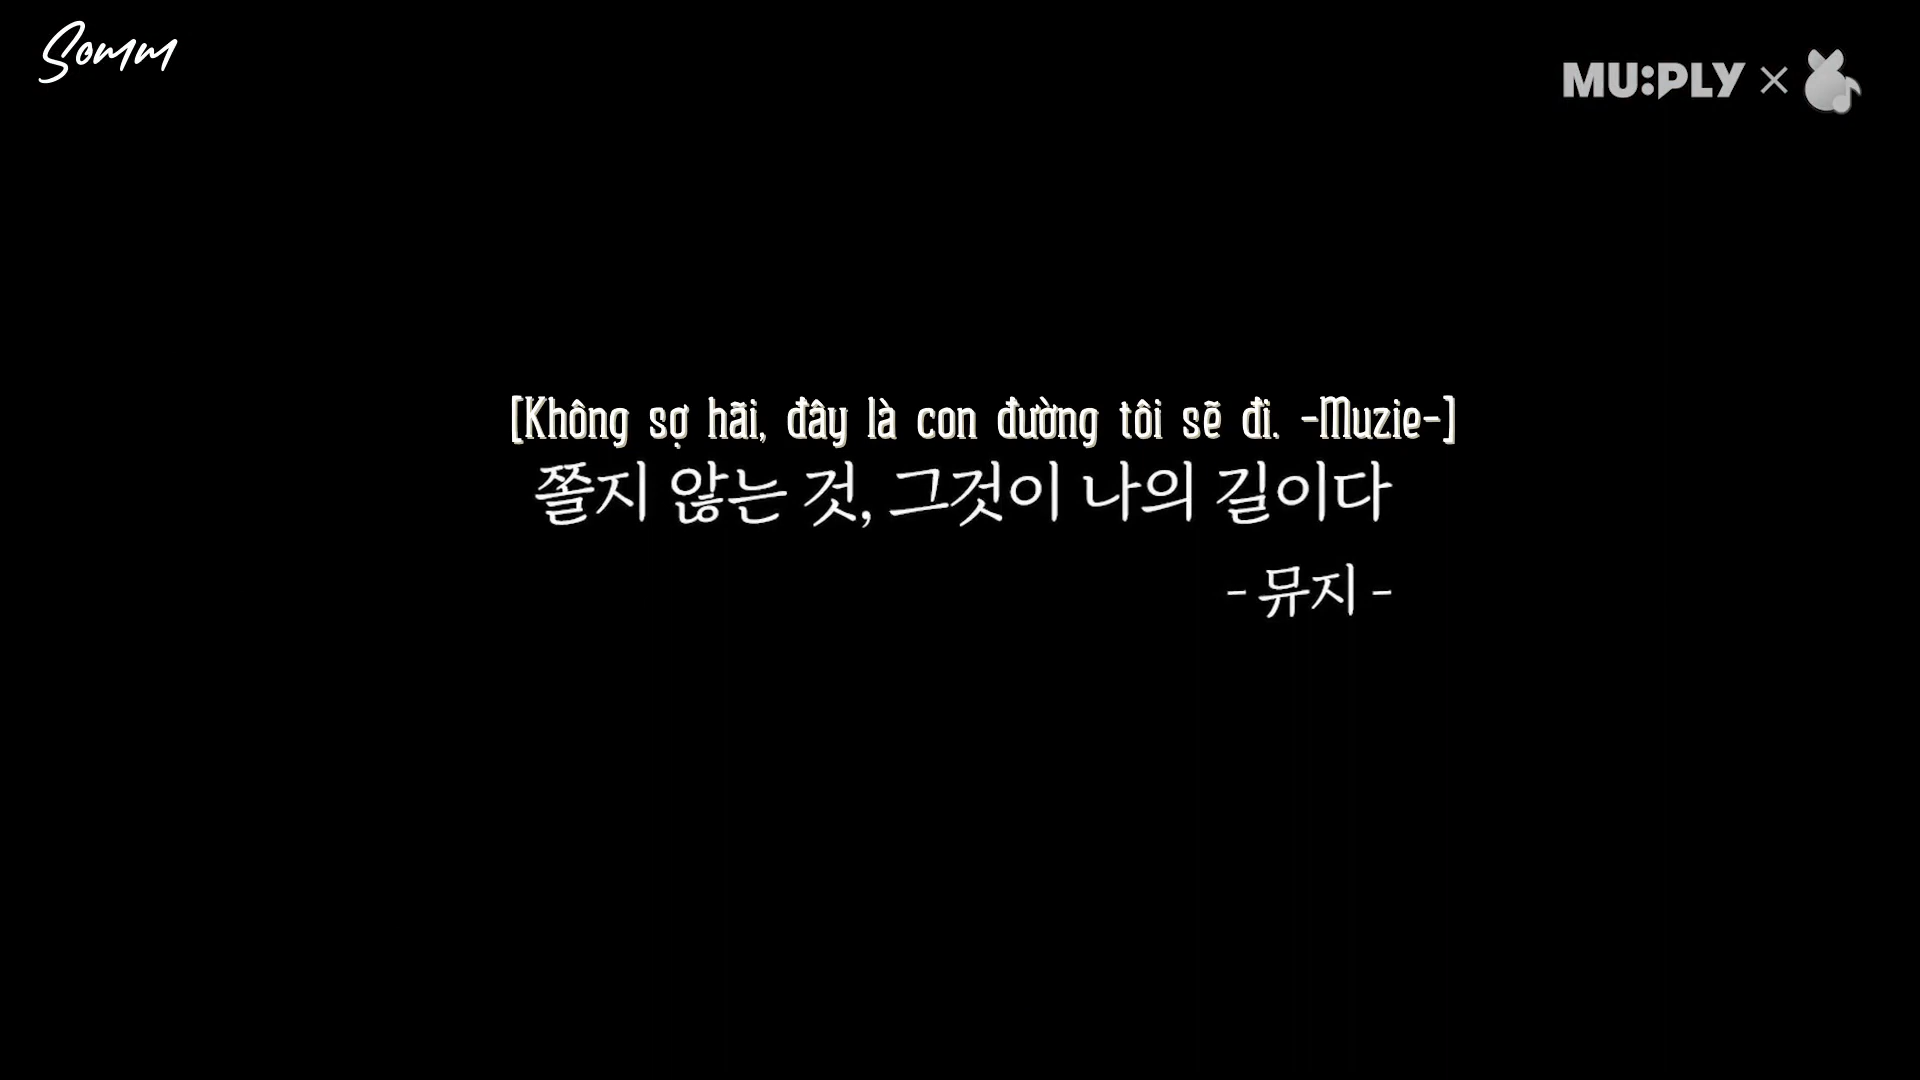 Somm
MU:PLY ×
[Không sợ hãi, đây là con đường tôi sẽ đi. -Muzie-]
쫄지 않는 것, 그것이 나의 길이다
- 뮤지 -